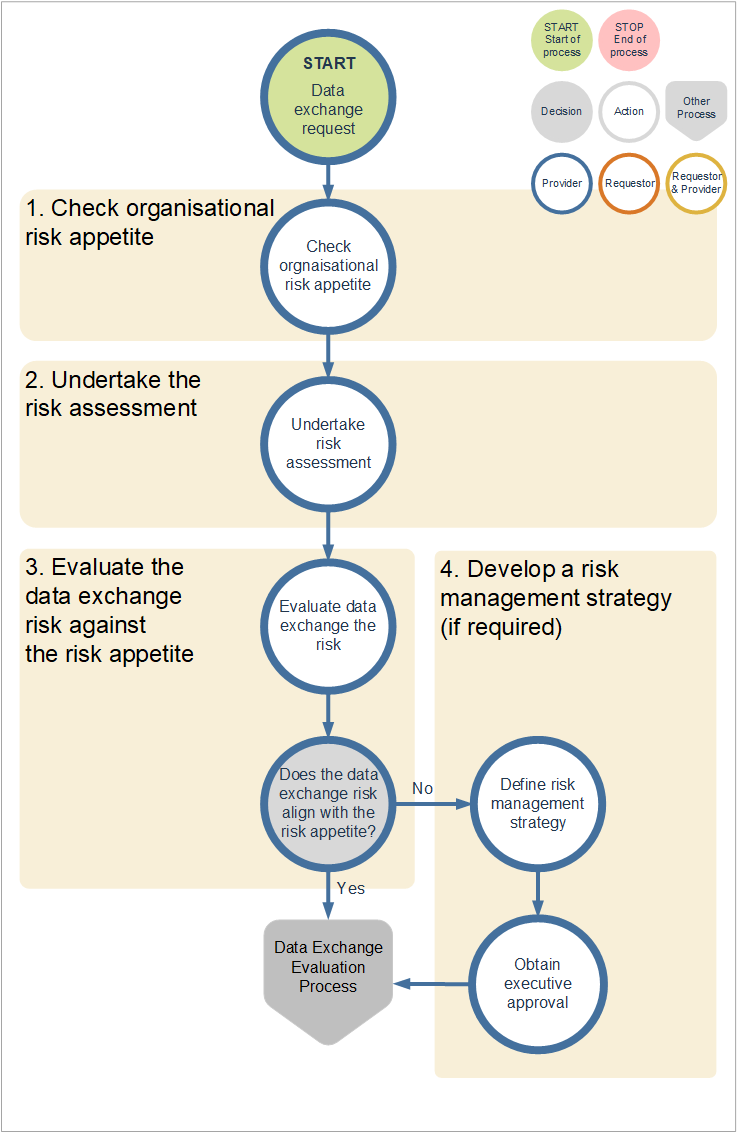 START
Data
exchange
request
START
Start of
process
STOP
End of
process
Decision
Action
Other
Process
Provider
Requestor
Requestor
& Provider
1. Check organisational
risk appetite
Check
orgnaisational
risk appetite
2. Undertake the
risk assessment
Undertake
risk
assessment
3. Evaluate the
data exchange
risk against
the risk appetite
Evaluate data
exchange the
risk
Does the data
exchange risk
align with the
risk appetite?
No
Yes
4. Develop a risk
management strategy
(if required)
Define risk
management
strategy
Obtain
executive
approval
Data Exchange
Evaluation
Process